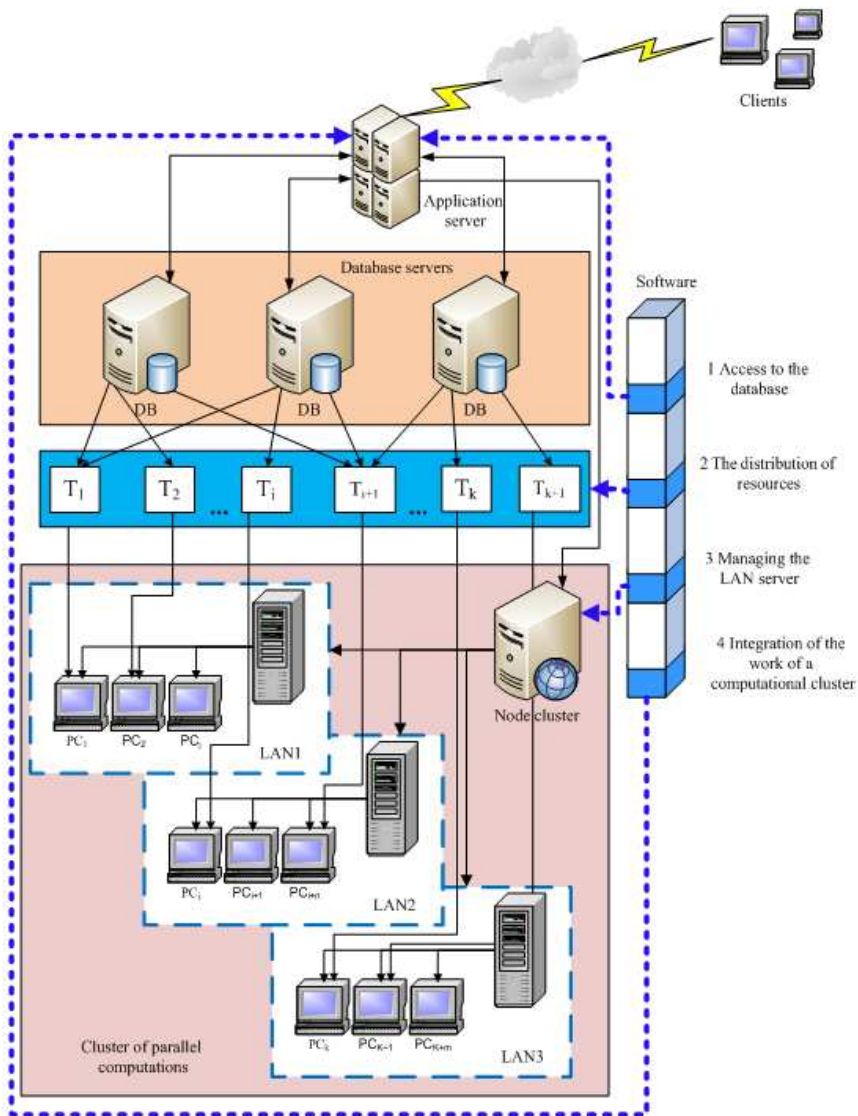 Clients
Application
server
Database servers
Software
DB
DB
DB
1 Access to the
database
T1
T2
...
Ti
Ti+1
...
Tk
Tk+1
2 The distribution of
resources
3 Managing the
LAN server
4 Integration of the
work of a
computational cluster
Node cluster
PC1
PC2
PCi
LAN1
PCi
PCi+1
PCi+n
LAN2
PCk
PCK+1
PCK+m
LAN3
Cluster of parallel
computations